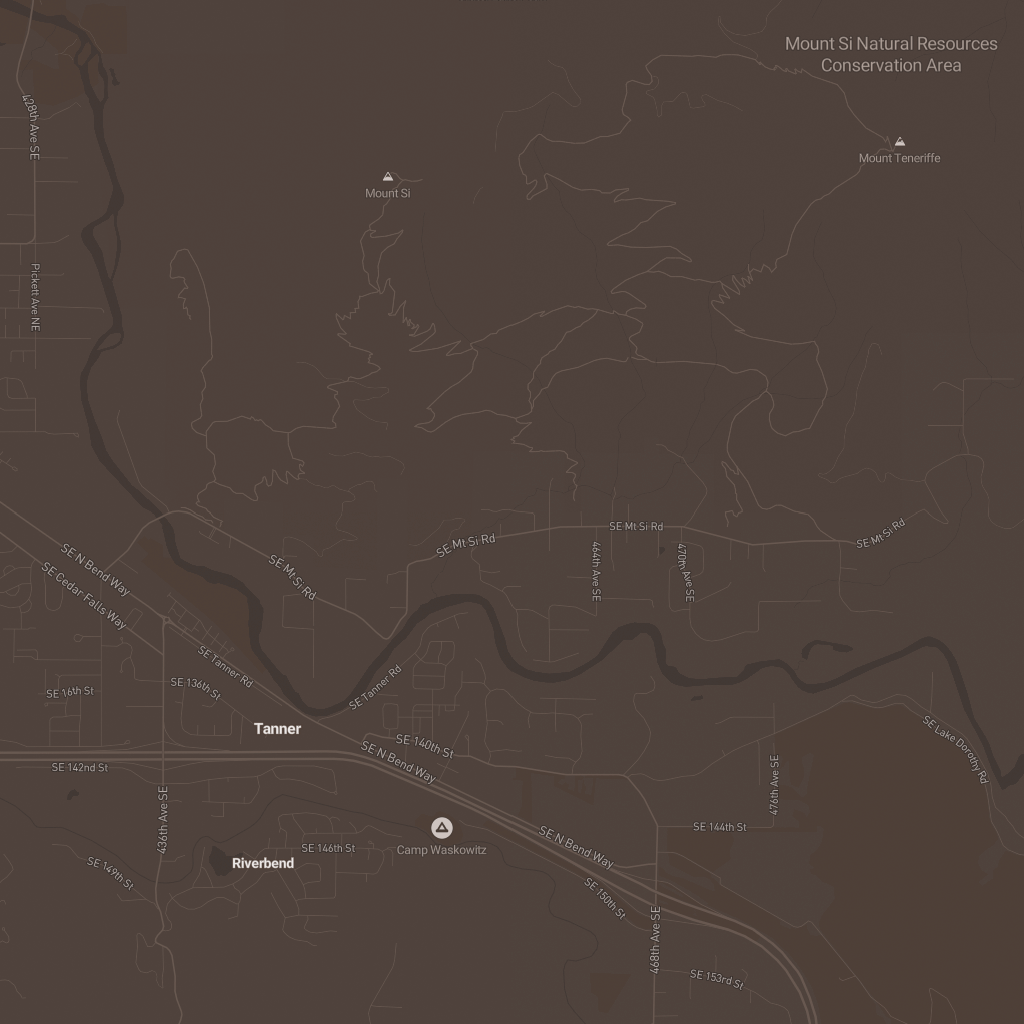 Mount Si Natural Resources
Conservation Area
428th Ave SE
Mount Teneriffe
Mount Si
Pickett Ave NE
SE Mt Si Rd
SE Mt Si Rd
SE Mt Si Rd
SE Mt Si Rd
464th Ave SE
470th Ave SE
SE N Bend Way
SE Cedar Falls Way
SE Tanner Rd
SE 136th St
SE 16th St
SE Tanner Rd
Tanner
SE 140th St
SE N Bend Way
SE Lake Dorothy Rd
SE 142nd St
476th Ave SE
436th Ave SE
SE 144th St
Camp Waskowitz
SE N Bend Way
SE 146th St
Riverbend
SE 149th St
SE 150th St
468th Ave SE
SE 153rd St